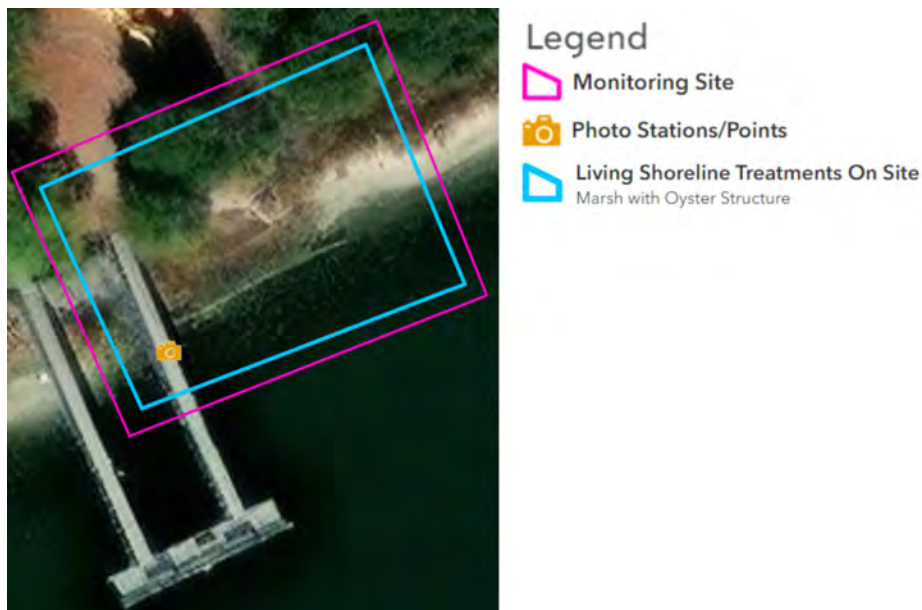 Legend
Monitoring Site
Photo Stations/Points
Living Shoreline Treatments On Site
Marsh with Oyster Structure